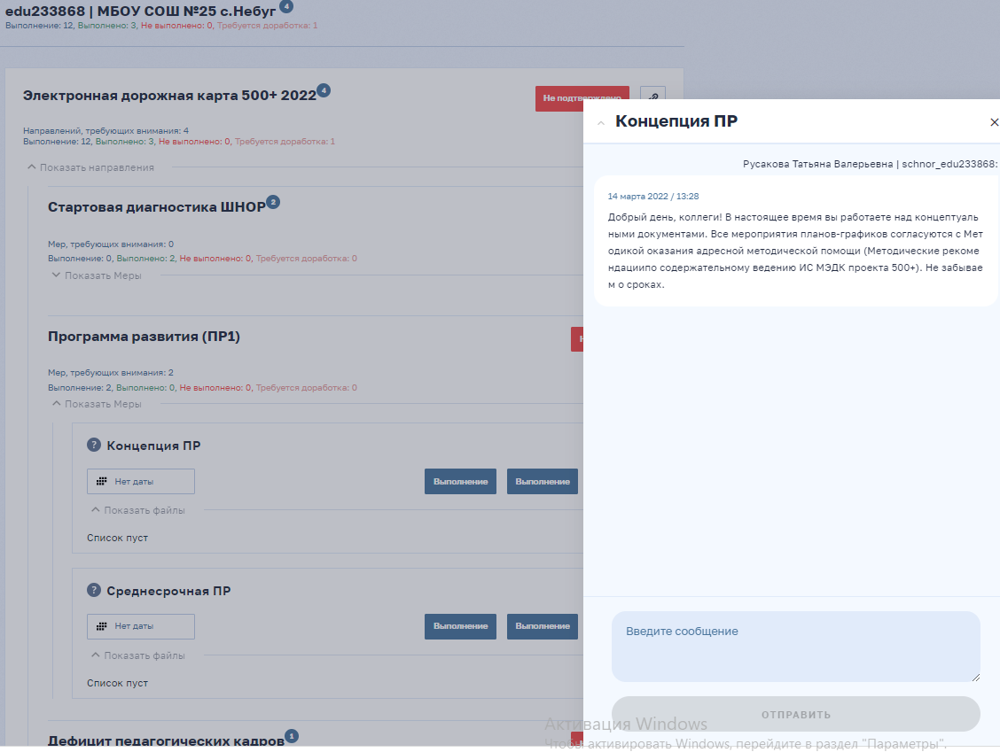 edu233868 | МБОУ СОШ №25 с.Небуг 4
Выполнение: 12, Выполнено: 3, Не выполнено: 0, Требуется доработка: 1
Электронная дорожная карта 500+ 2022 4
Не подтверждено
Направлений, требующих внимания: 4
Выполнение: 12, Выполнено: 3, Не выполнено: 0, Требуется доработка: 1
Показать направления
Стартовая диагностика ШНОР 2
Мер, требующих внимания: 0
Выполнение: 0, Выполнено: 2, Не выполнено: 0, Требуется доработка: 0
Показать Меры
Программа развития (ПР1)
Мер, требующих внимания: 2
Выполнение: 2, Выполнено: 0, Не выполнено: 0, Требуется доработка: 0
Показать Меры
? Концепция ПР
Нет даты
Выполнение
Выполнение
Показать файлы
Список пуст
? Среднесрочная ПР
Нет даты
Выполнение
Выполнение
Показать файлы
Список пуст
Дефицит педагогических кадров 1
Концепция ПР
Русакова Татьяна Валерьевна | schnor_edu233868:
14 марта 2022 / 13:28
Добрый день, коллеги! В настоящее время вы работаете над концептуаль
ными документами. Все мероприятия планов-графиков согласуются с Мет
одикой оказания адресной методической помощи (Методические рекоме
ндациипо содержательному ведению ИС МЭДК проекта 500+). Не забывае
м о сроках.
Введите сообщение
ОТПРАВИТЬ
Активация Windows
Чтобы активировать Windows, перейдите в раздел "Параметры".